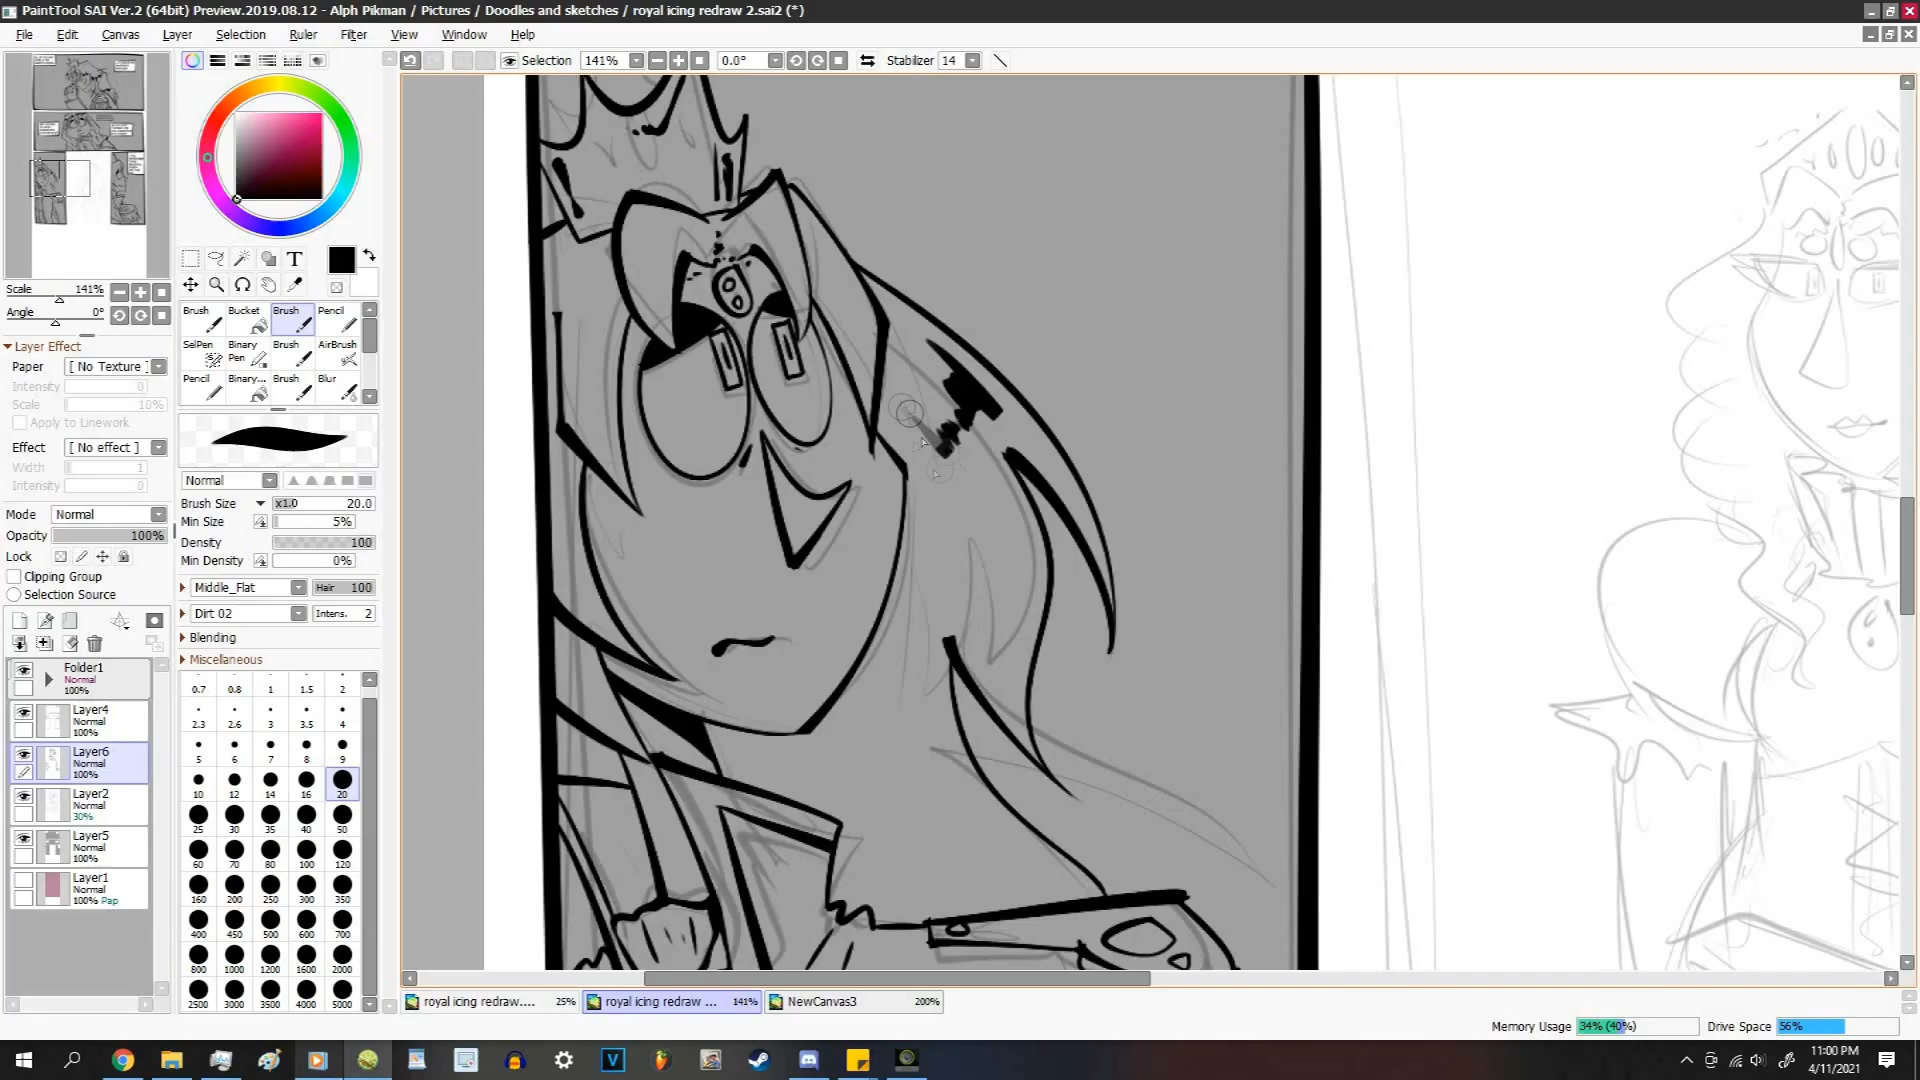 PaintTool SAI Ver.2 (64bit) Preview.2019.08.12 - Alph Pikman / Pictures / Doodles and sketches / royal icing redraw 2.sai2 (*)
File Edit Canvas Layer Selection Ruler Filter View Window Help
Selection 141% 0.0° Stabilizer 14
Scale 141%
Angle 0°
Layer Effect
Paper [ No Texture ]
Intensity 0
Scale 10%
Apply to Linework
Effect [ No effect ]
Width 1
Intensity 0
Mode Normal
Opacity 100%
Lock
Clipping Group
Selection Source
Folder1
Normal
100%
Layer4
Normal
100%
Layer6
Normal
100%
Layer2
Normal
30%
Layer5
Normal
100%
Layer1
Normal
100% Pap
T
Brush Bucket Brush Pencil
SelPen Binary Pen Brush AirBrush
Pencil Binary... Brush Blur
Normal
Brush Size x1.0 20.0
Min Size 5%
Density 100
Min Density 0%
Middle_Flat Hair 100
Dirt 02 Intens. 2
Blending
Miscellaneous
0.7 0.8 1 1.5 2
2.3 2.6 3 3.5 4
5 6 7 8 9
10 12 14 16 20
25 30 35 40 50
60 70 80 100 120
160 200 250 300 350
400 450 500 600 700
800 1000 1200 1600 2000
2500 3000 3500 4000 5000
royal icing redraw.... 25% royal icing redraw ... 141% NewCanvas3 200%
Memory Usage 34% (40%) Drive Space 56%
V
11:00 PM
4/11/2021